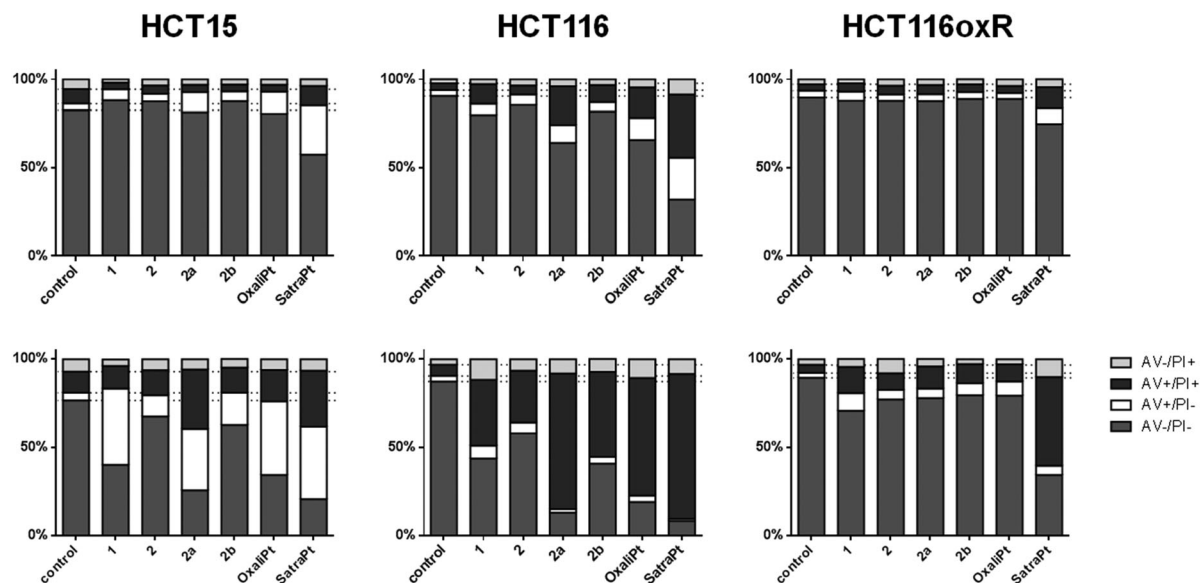 HCT15 HCT116 HCT116oxR
100% 100% 100%
50% 50% 50%
0% 0% 0%
control 1 2 2a 2b OxaliPt SatraPt control 1 2 2a 2b OxaliPt SatraPt control 1 2 2a 2b OxaliPt SatraPt
100% 100% 100%
AV-/PI+
AV+/PI+
AV+/PI-
AV-/PI-
50% 50% 50%
0% 0% 0%
control 1 2 2a 2b OxaliPt SatraPt control 1 2 2a 2b OxaliPt SatraPt control 1 2 2a 2b OxaliPt SatraPt